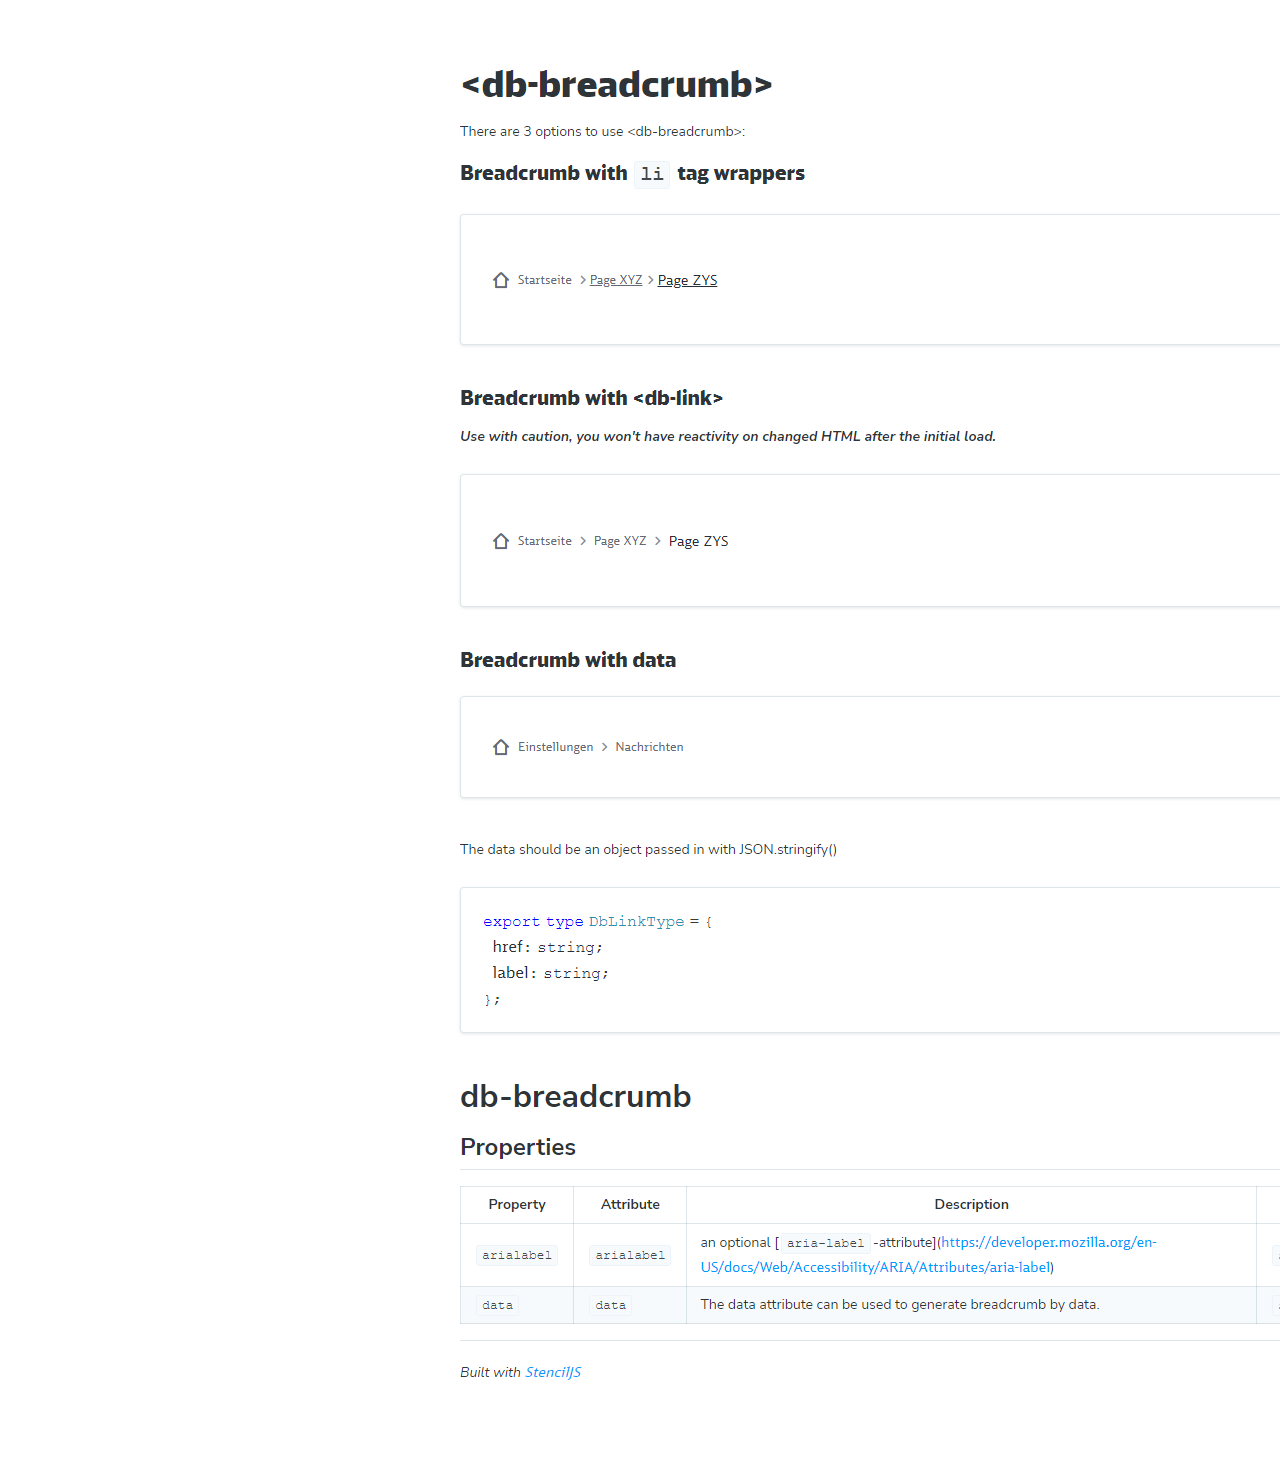 <db-breadcrumb>
There are 3 options to use <db-breadcrumb>:
Breadcrumb with li tag wrappers
Startseite > Page XYZ > Page ZYS
Breadcrumb with <db-link>
Use with caution, you won't have reactivity on changed HTML after the initial load.
Startseite > Page XYZ > Page ZYS
Breadcrumb with data
Einstellungen > Nachrichten
The data should be an object passed in with JSON.stringify()
export type DbLinkType = {
href: string;
label: string;
};
db-breadcrumb
Properties
Property Attribute Description
arialabel arialabel an optional [ aria-label -attribute](https://developer.mozilla.org/en-
US/docs/Web/Accessibility/ARIA/Attributes/aria-label)
data data The data attribute can be used to generate breadcrumb by data.
Built with StencilJS